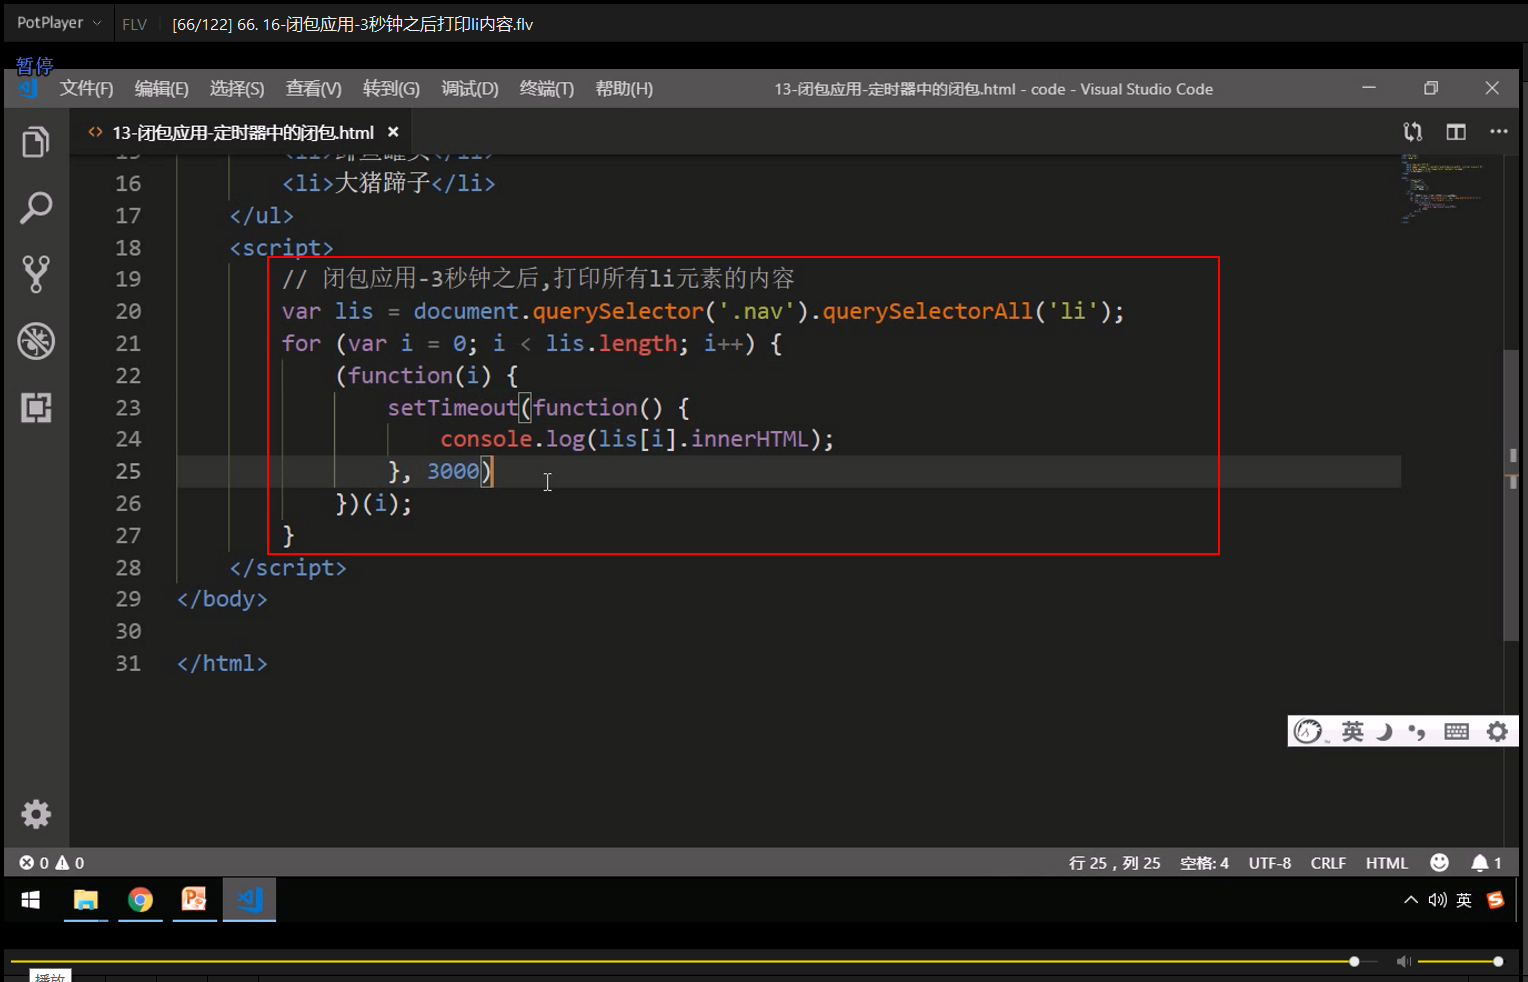 PotPlayer FLV [66/122] 66. 16-闭包应用-3秒钟之后打印li内容.flv
暂停
文件(F) 编辑(E) 选择(S) 查看(V) 转到(G) 调试(D) 终端(T) 帮助(H) 13-闭包应用-定时器中的闭包.html - code - Visual Studio Code
<> 13-闭包应用-定时器中的闭包.html ×
16 <li>大猪蹄子</li>
17 </ul>
18 <script>
19 // 闭包应用-3秒钟之后,打印所有li元素的内容
20 var lis = document.querySelector('.nav').querySelectorAll('li');
21 for (var i = 0; i < lis.length; i++) {
22 (function(i) {
23 setTimeout(function() {
24 console.log(lis[i].innerHTML);
25 }, 3000)
26 })(i);
27 }
28 </script>
29 </body>
30
31 </html>
英
0 0 行 25，列 25 空格: 4 UTF-8 CRLF HTML 1
英
播放